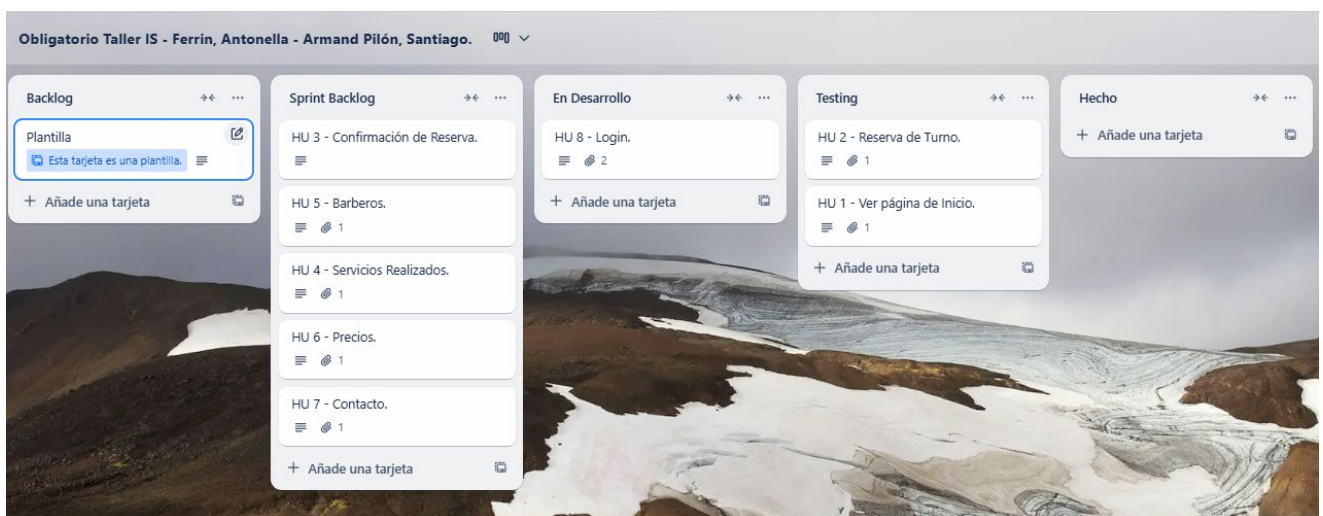 Obligatorio Taller IS - Ferrin, Antonella - Armand Pilón, Santiago.
Backlog
Plantilla
Esta tarjeta es una plantilla.
+ Añade una tarjeta
Sprint Backlog
HU 3 - Confirmación de Reserva.
HU 5 - Barberos.
1
HU 4 - Servicios Realizados.
1
HU 6 - Precios.
1
HU 7 - Contacto.
1
+ Añade una tarjeta
En Desarrollo
HU 8 - Login.
2
+ Añade una tarjeta
Testing
HU 2 - Reserva de Turno.
1
HU 1 - Ver página de Inicio.
1
+ Añade una tarjeta
Hecho
+ Añade una tarjeta